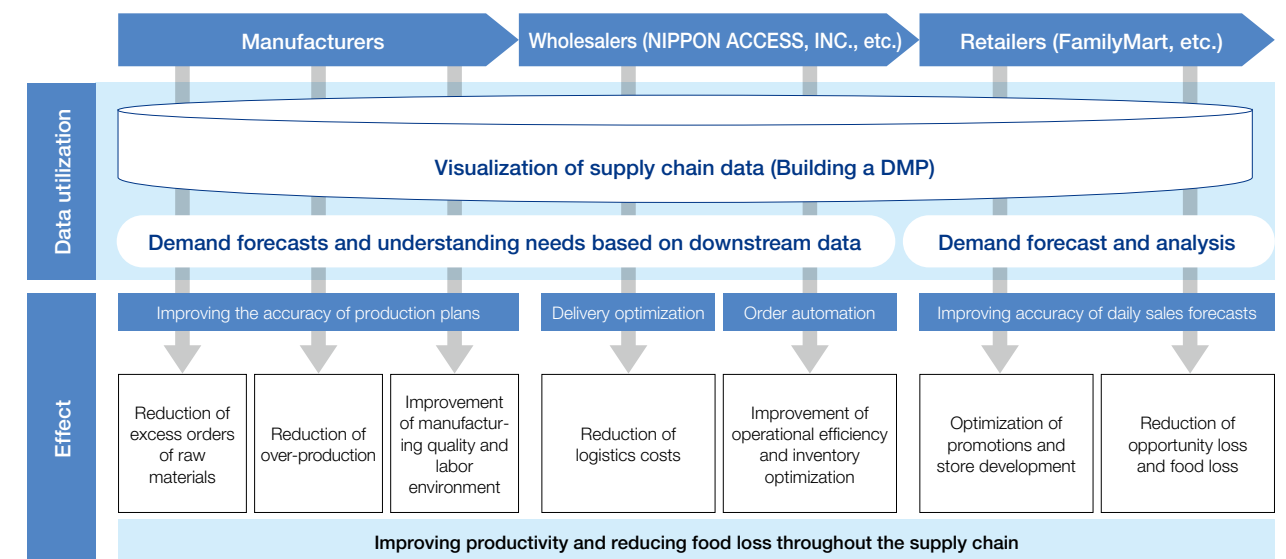 Manufacturers
Wholesalers (NIPPON ACCESS, INC., etc.)
Retailers (FamilyMart, etc.)
Data utilization
Visualization of supply chain data (Building a DMP)
Demand forecasts and understanding needs based on downstream data
Demand forecast and analysis
Effect
Improving the accuracy of production plans
Delivery optimization
Order automation
Improving accuracy of daily sales forecasts
Reduction of
excess orders
of raw
materials
Reduction of
over-production
Improvement
of manufactur-
ing quality and
labor
environment
Reduction of
logistics costs
Improvement of
operational efficiency
and inventory
optimization
Optimization of
promotions and
store development
Reduction of
opportunity loss
and food loss
Improving productivity and reducing food loss throughout the supply chain